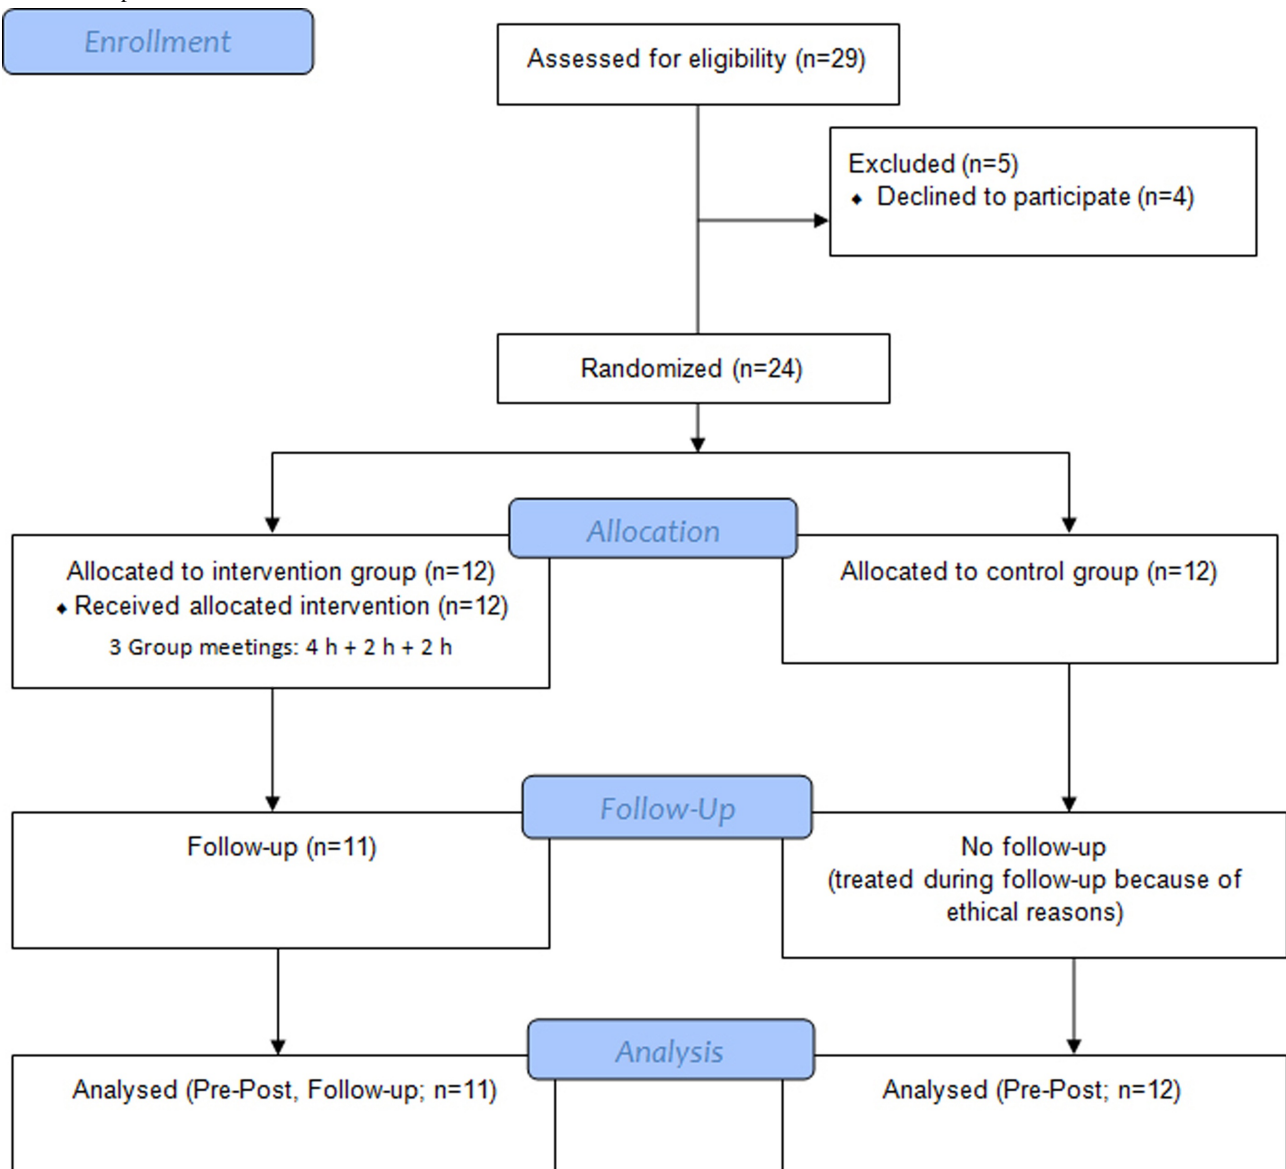 Enrollment
Assessed for eligibility (n=29)
Excluded (n=5)
⬥ Declined to participate (n=4)
Randomized (n=24)
Allocation
Allocated to intervention group (n=12)
⬥ Received allocated intervention (n=12)
3 Group meetings: 4 h + 2 h + 2 h
Allocated to control group (n=12)
Follow-Up
Follow-up (n=11)
No follow-up
(treated during follow-up because of
ethical reasons)
Analysis
Analysed (Pre-Post, Follow-up; n=11)
Analysed (Pre-Post; n=12)